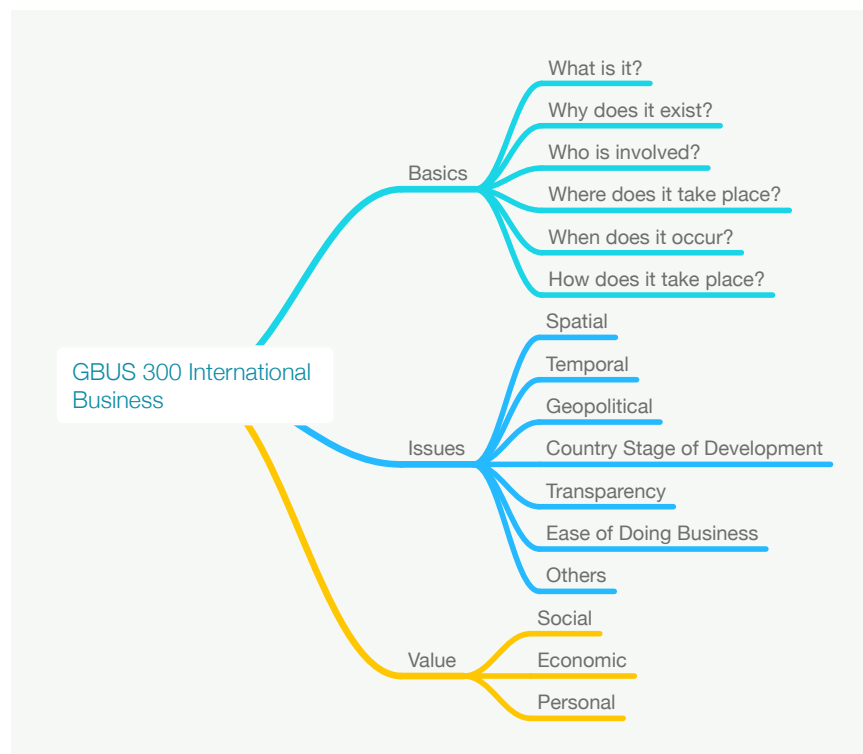 GBUS 300 International
Business
Basics
What is it?
Why does it exist?
Who is involved?
Where does it take place?
When does it occur?
How does it take place?
Issues
Spatial
Temporal
Geopolitical
Country Stage of Development
Transparency
Ease of Doing Business
Others
Value
Social
Economic
Personal